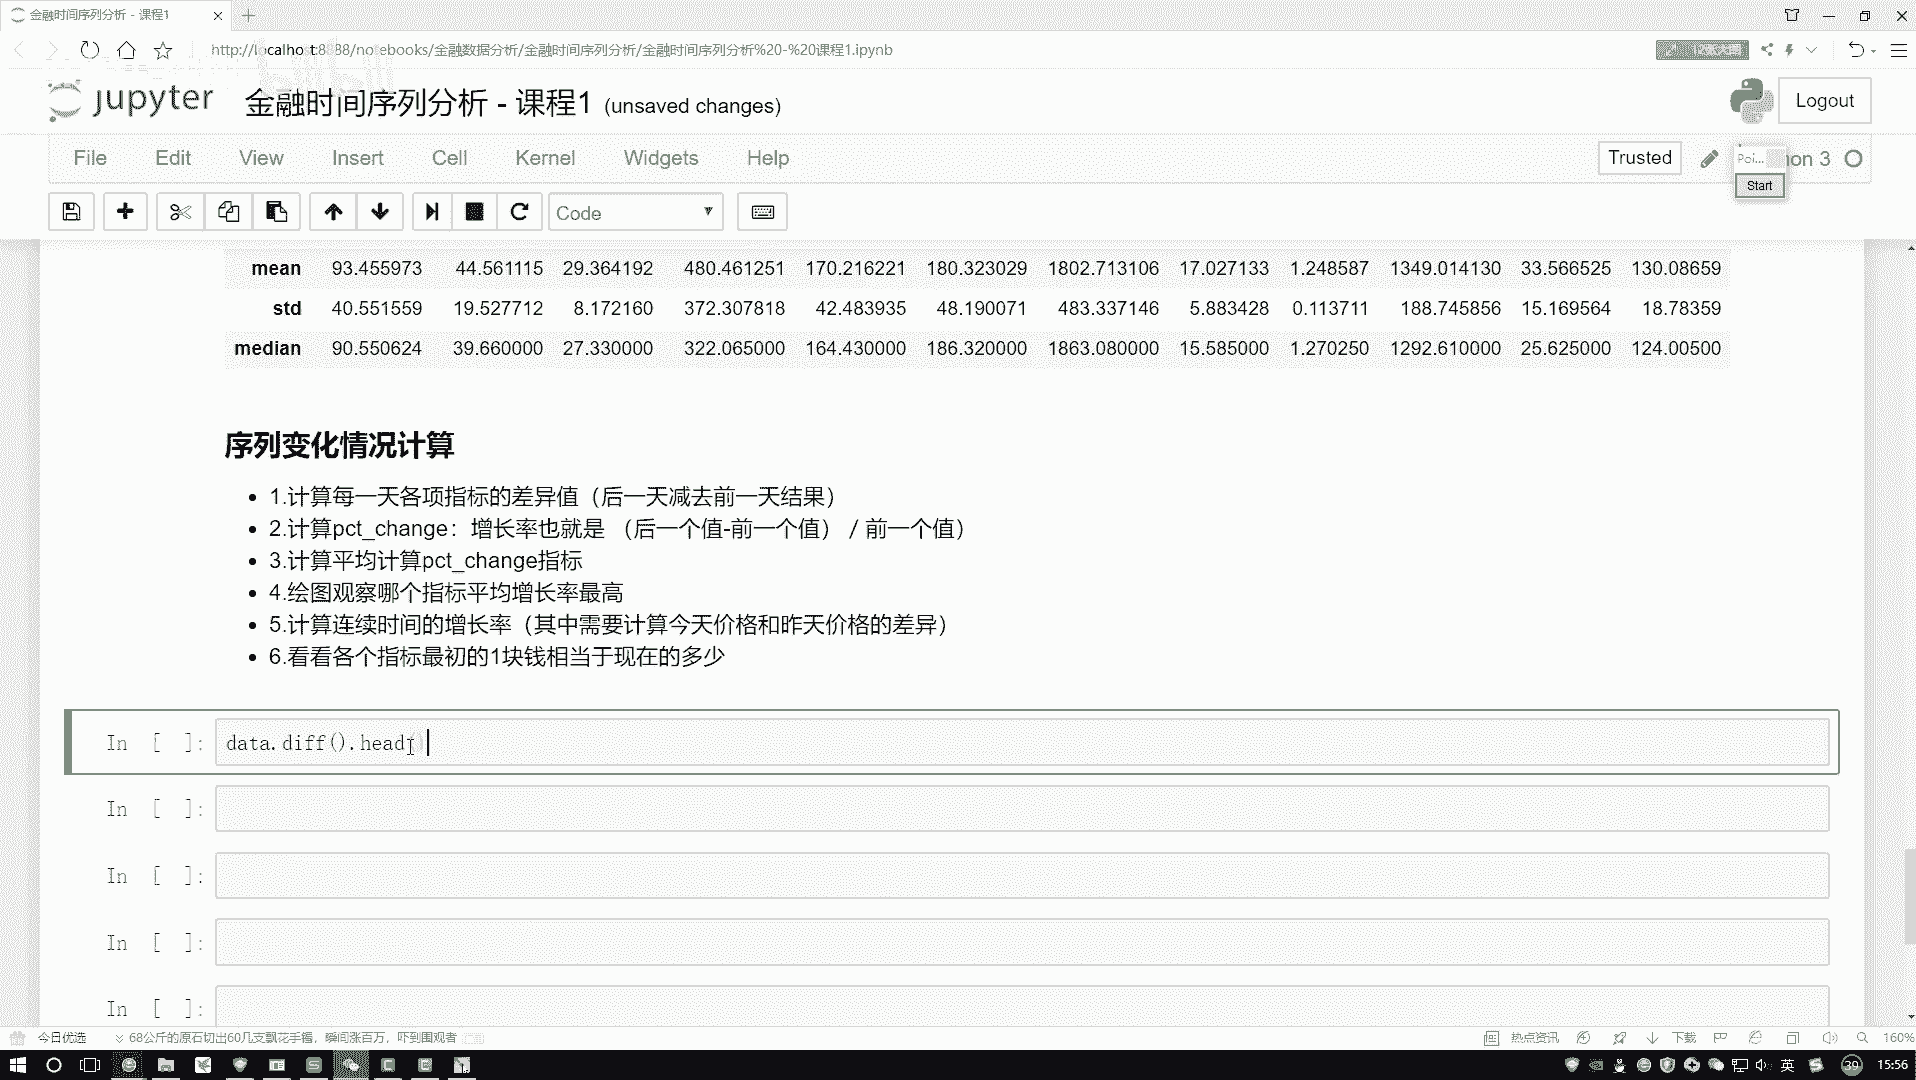 金融时间序列分析 - 课程1
http://localhost:8888/notebooks/金融数据分析/金融时间序列分析/金融时间序列分析%20-%20课程1.ipynb
jupyter 金融时间序列分析 - 课程1 (unsaved changes)
Logout
File Edit View Insert Cell Kernel Widgets Help
Trusted
Poi...
on 3
Start
Code
mean 93.455973 44.561115 29.364192 480.461251 170.216221 180.323029 1802.713106 17.027133 1.248587 1349.014130 33.566525 130.08659
std 40.551559 19.527712 8.172160 372.307818 42.483935 48.190071 483.337146 5.883428 0.113711 188.745856 15.169564 18.78359
median 90.550624 39.660000 27.330000 322.065000 164.430000 186.320000 1863.080000 15.585000 1.270250 1292.610000 25.625000 124.00500
序列变化情况计算
1.计算每一天各项指标的差异值（后一天减去前一天结果）
2.计算pct_change：增长率也就是 （后一个值-前一个值）/ 前一个值）
3.计算平均计算pct_change指标
4.绘图观察哪个指标平均增长率最高
5.计算连续时间的增长率（其中需要计算今天价格和昨天价格的差异）
6.看看各个指标最初的1块钱相当于现在的多少
In [ ]: data.diff().head()
In [ ]:
In [ ]:
In [ ]:
In [ ]:
今日优选
68公斤的原石切出60几支飘花手镯，瞬间涨百万，吓到围观者
热点资讯
下载
160%
英
39
15:56